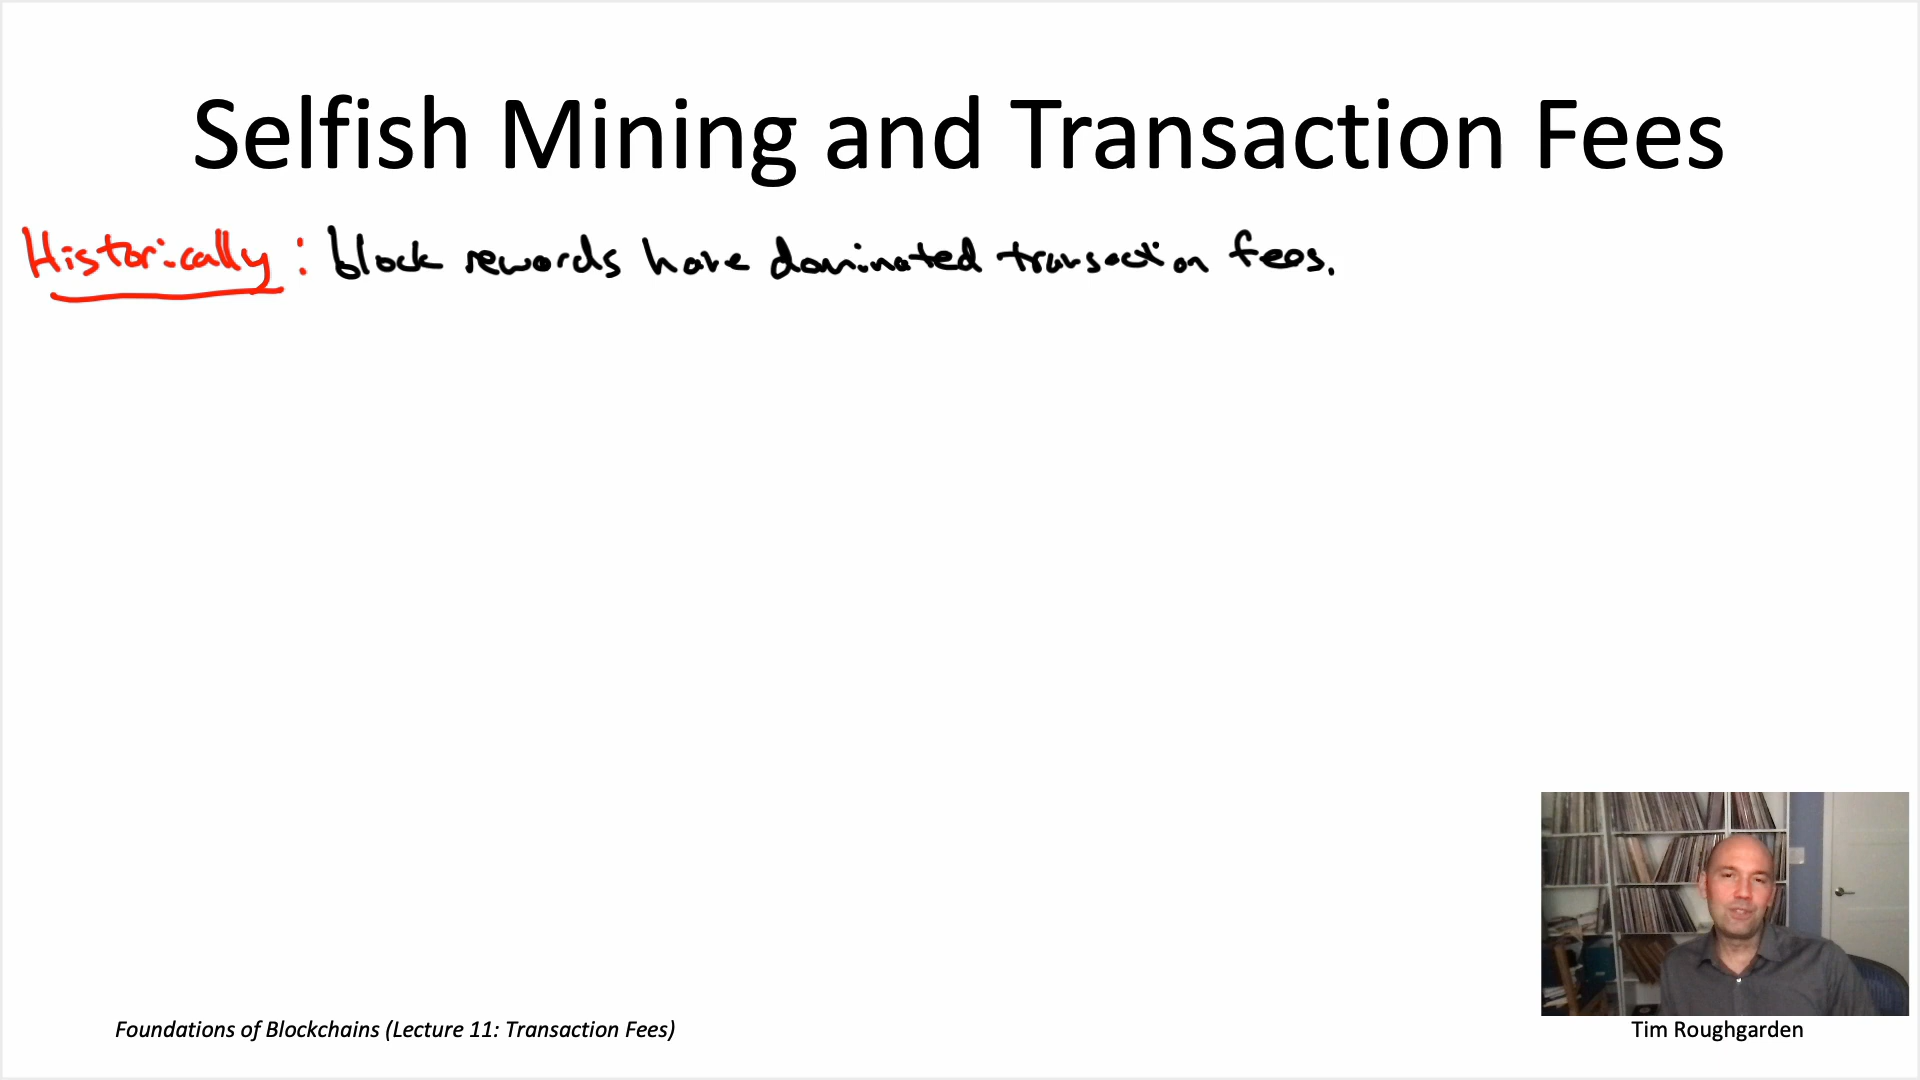 Selfish Mining and Transaction Fees
Historically: block rewards have dominated transaction fees.
Foundations of Blockchains (Lecture 11: Transaction Fees)
Tim Roughgarden